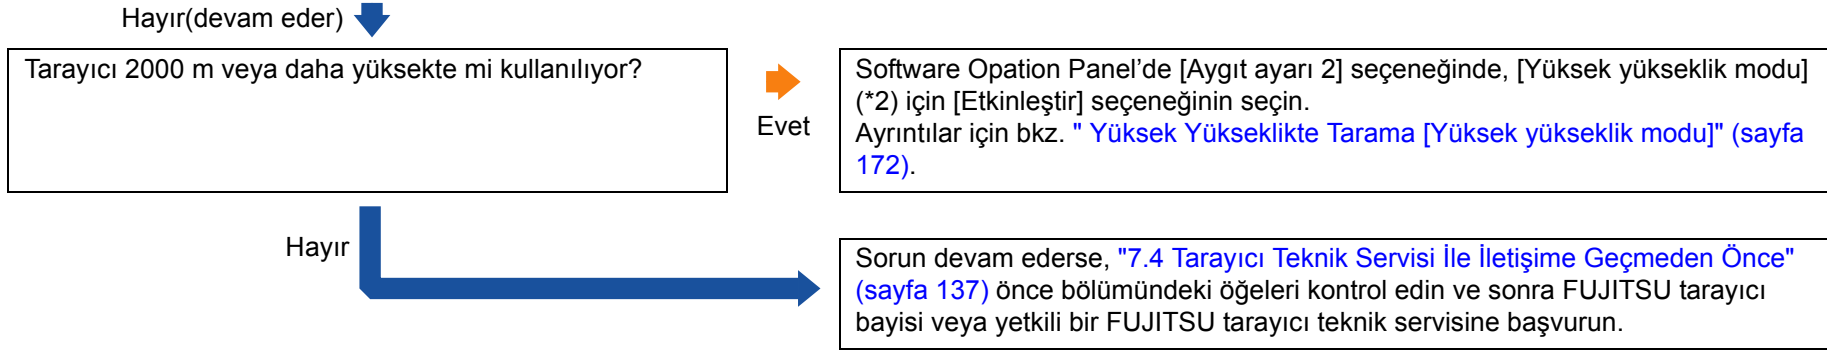 Hayır(devam eder)
Tarayıcı 2000 m veya daha yüksekte mi kullanılıyor?
Evet
Software Opation Panel’de [Aygıt ayarı 2] seçeneğinde, [Yüksek yükseklik modu]
(*2) için [Etkinleştir] seçeneğinin seçin.
Ayrıntılar için bkz. " Yüksek Yükseklikte Tarama [Yüksek yükseklik modu]" (sayfa
172).
Hayır
Sorun devam ederse, "7.4 Tarayıcı Teknik Servisi İle İletişime Geçmeden Önce"
(sayfa 137) önce bölümündeki öğeleri kontrol edin ve sonra FUJITSU tarayıcı
bayisi veya yetkili bir FUJITSU tarayıcı teknik servisine başvurun.